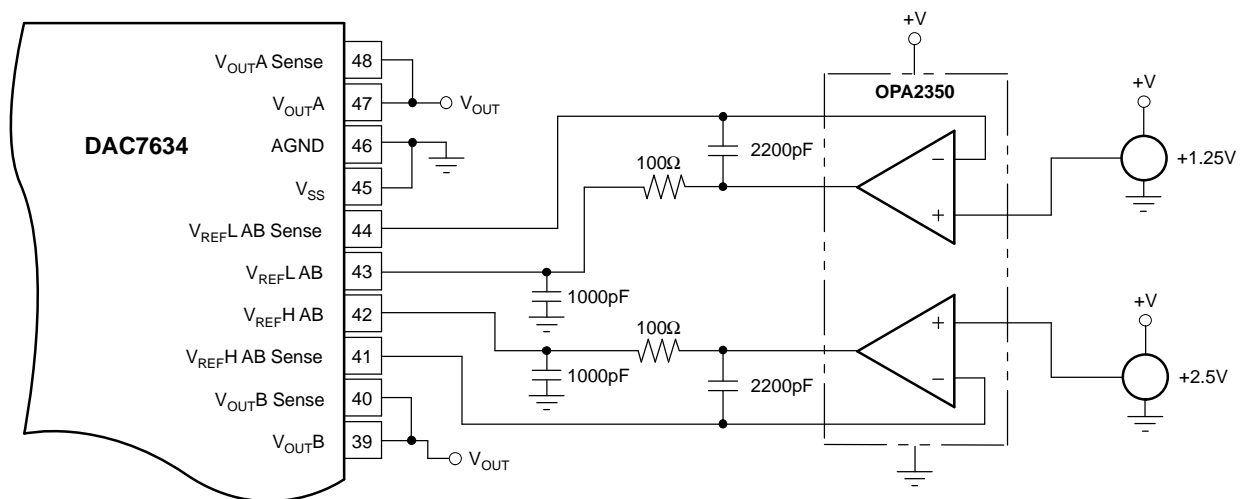 DAC7634
V_OUTA Sense 48
V_OUTA 47
V_OUT
AGND 46
V_SS 45
V_REFL AB Sense 44
V_REFL AB 43
V_REFH AB 42
V_REFH AB Sense 41
V_OUTB Sense 40
V_OUTB 39
V_OUT
100Ω
2200pF
1000pF
100Ω
1000pF
2200pF
+V
OPA2350
−
+
+
−
+V
+1.25V
+V
+2.5V